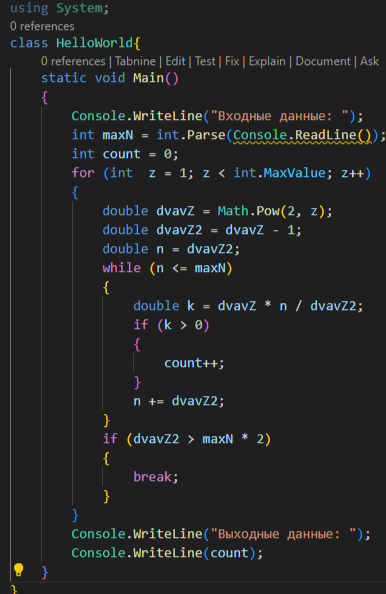 using System;
0 references
class HelloWorld{
0 references | Tabnine | Edit | Test | Fix | Explain | Document | Ask
static void Main()
{
Console.WriteLine("Входные данные: ");
int maxN = int.Parse(Console.ReadLine());
int count = 0;
for (int  z = 1; z < int.MaxValue; z++)
{
double dvavZ = Math.Pow(2, z);
double dvavZ2 = dvavZ - 1;
double n = dvavZ2;
while (n <= maxN)
{
double k = dvavZ * n / dvavZ2;
if (k > 0)
{
count++;
}
n += dvavZ2;
}
if (dvavZ2 > maxN * 2)
{
break;
}
}
Console.WriteLine("Выходные данные: ");
Console.WriteLine(count);
}
}